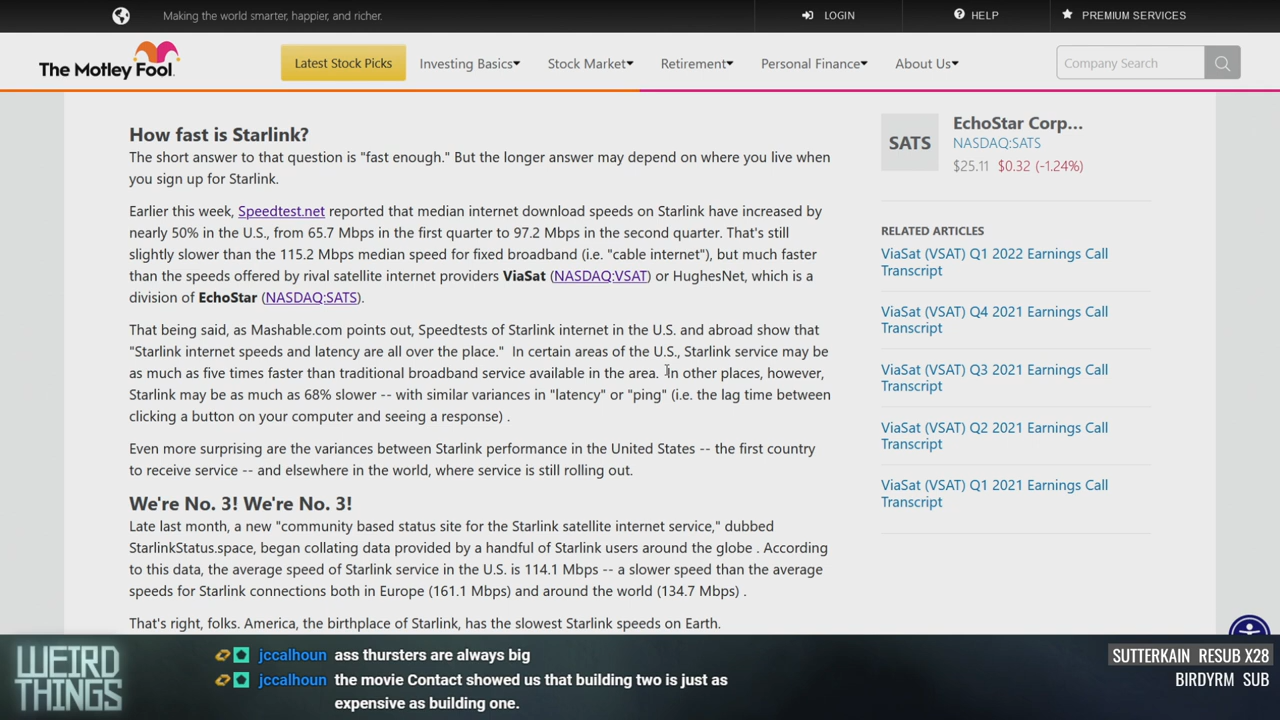 Making the world smarter, happier, and richer.
LOGIN
HELP
PREMIUM SERVICES
The Motley Fool.
Latest Stock Picks
Investing Basics
Stock Market
Retirement
Personal Finance
About Us
Company Search
How fast is Starlink?
The short answer to that question is "fast enough." But the longer answer may depend on where you live when
you sign up for Starlink.
Earlier this week, Speedtest.net reported that median internet download speeds on Starlink have increased by
nearly 50% in the U.S., from 65.7 Mbps in the first quarter to 97.2 Mbps in the second quarter. That's still
slightly slower than the 115.2 Mbps median speed for fixed broadband (i.e. "cable internet"), but much faster
than the speeds offered by rival satellite internet providers ViaSat (NASDAQ:VSAT) or HughesNet, which is a
division of EchoStar (NASDAQ:SATS).
That being said, as Mashable.com points out, Speedtests of Starlink internet in the U.S. and abroad show that
"Starlink internet speeds and latency are all over the place." In certain areas of the U.S., Starlink service may be
as much as five times faster than traditional broadband service available in the area. In other places, however,
Starlink may be as much as 68% slower -- with similar variances in "latency" or "ping" (i.e. the lag time between
clicking a button on your computer and seeing a response) .
Even more surprising are the variances between Starlink performance in the United States -- the first country
to receive service -- and elsewhere in the world, where service is still rolling out.
We're No. 3! We're No. 3!
Late last month, a new "community based status site for the Starlink satellite internet service," dubbed
StarlinkStatus.space, began collating data provided by a handful of Starlink users around the globe . According
to this data, the average speed of Starlink service in the U.S. is 114.1 Mbps -- a slower speed than the average
speeds for Starlink connections both in Europe (161.1 Mbps) and around the world (134.7 Mbps) .
That's right, folks. America, the birthplace of Starlink, has the slowest Starlink speeds on Earth.
SATS
EchoStar Corp...
NASDAQ:SATS
$25.11 $0.32 (-1.24%)
RELATED ARTICLES
ViaSat (VSAT) Q1 2022 Earnings Call
Transcript
ViaSat (VSAT) Q4 2021 Earnings Call
Transcript
ViaSat (VSAT) Q3 2021 Earnings Call
Transcript
ViaSat (VSAT) Q2 2021 Earnings Call
Transcript
ViaSat (VSAT) Q1 2021 Earnings Call
Transcript
WEIRD
THINGS
jccalhoun ass thursters are always big
jccalhoun the movie Contact showed us that building two is just as
expensive as building one.
SUTTERKAIN RESUB X28
BIRDYRM SUB